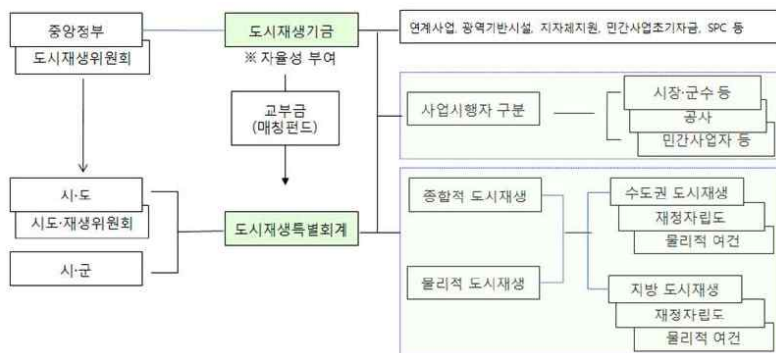 중앙정부
도시재생위원회
도시재생기금
※ 자율성 부여
연계사업, 광역기반시설, 지자체지원, 민간사업초기자금, SPC 등
교부금
(매칭펀드)
사업시행자 구분
시장·군수 등
공사
민간사업자 등
시·도
시도·재생위원회
시·군
도시재생특별회계
종합적 도시재생
물리적 도시재생
수도권 도시재생
재정자립도
물리적 여건
지방 도시재생
재정자립도
물리적 여건